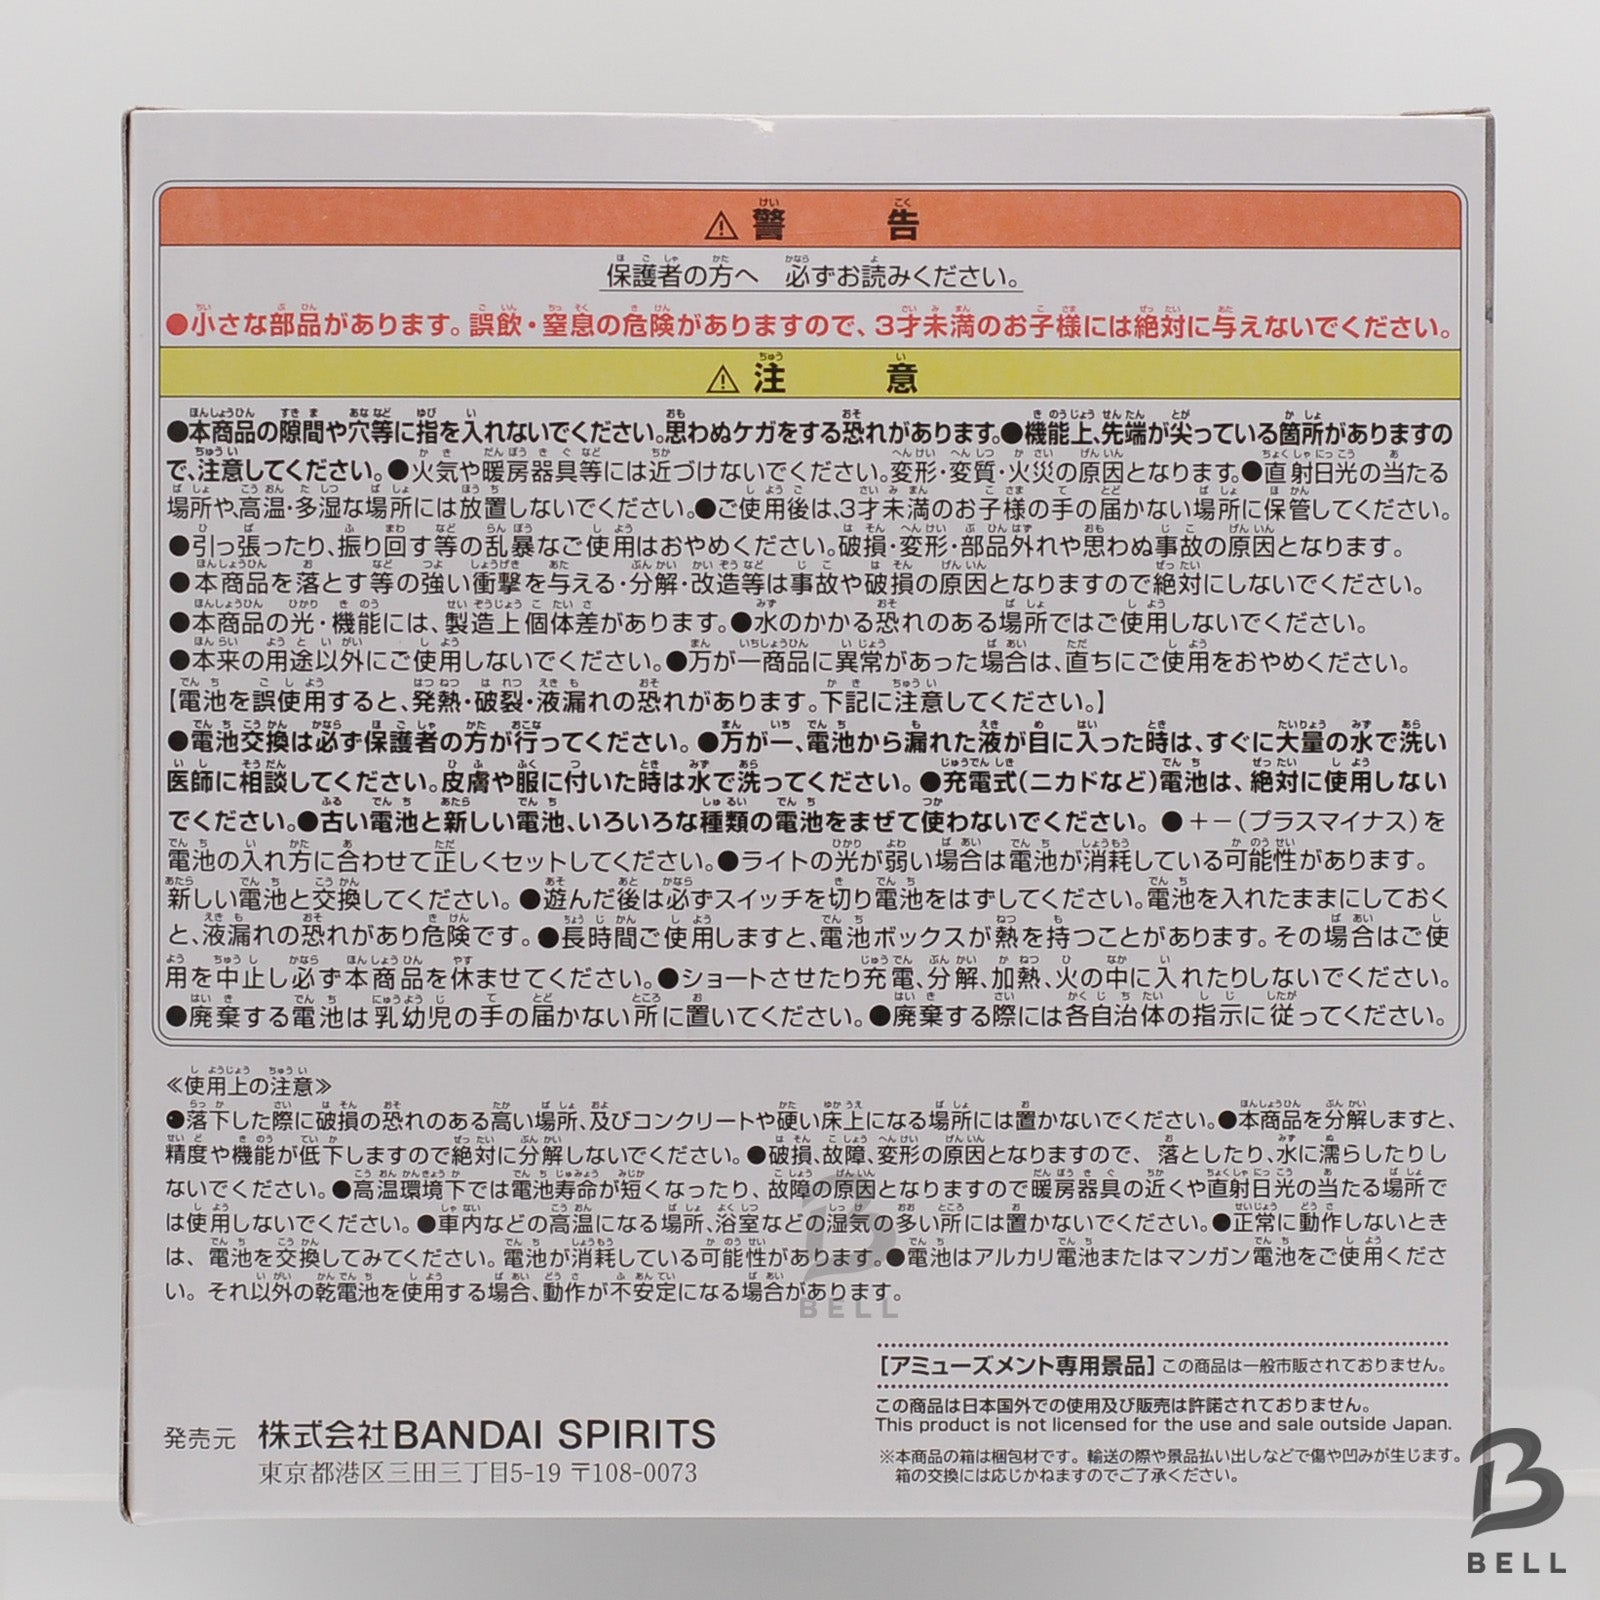 ⚠警告
保護者の方へ 必ずお読みください。
●小さな部品があります。誤飲・窒息の危険がありますので、3才未満のお子様には絶対に与えないでください。
⚠注意
●本商品の隙間や穴等に指を入れないでください。思わぬケガをする恐れがあります。●機能上、先端が尖っている箇所がありますの
で、注意してください。●火気や暖房器具等には近づけないでください。変形・変質・火災の原因となります。●直射日光の当たる
場所や、高温・多湿な場所には放置しないでください。●ご使用後は、3才未満のお子様の手の届かない場所に保管してください。
●引っ張ったり、振り回す等の乱暴なご使用はおやめください。破損・変形・部品外れや思わぬ事故の原因となります。
●本商品を落とす等の強い衝撃を与える・分解・改造等は事故や破損の原因となりますので絶対にしないでください。
●本商品の光・機能には、製造上個体差があります。●水のかかる恐れのある場所ではご使用しないでください。
●本来の用途以外にご使用しないでください。●万が一商品に異常があった場合は、直ちにご使用をおやめください。
【電池を誤使用すると、発熱・破裂・液漏れの恐れがあります。下記に注意してください。】
●電池交換は必ず保護者の方が行ってください。●万が一、電池から漏れた液が目に入った時は、すぐに大量の水で洗い
医師に相談してください。皮膚や服に付いた時は水で洗ってください。●充電式(ニカドなど)電池は、絶対に使用しない
でください。●古い電池と新しい電池、いろいろな種類の電池をまぜて使わないでください。●＋−(プラスマイナス)を
電池の入れ方に合わせて正しくセットしてください。●ライトの光が弱い場合は電池が消耗している可能性があります。
新しい電池と交換してください。●遊んだ後は必ずスイッチを切り電池をはずしてください。電池を入れたままにしておく
と、液漏れの恐れがあり危険です。●長時間ご使用しますと、電池ボックスが熱を持つことがあります。その場合はご使
用を中止し必ず本商品を休ませてください。●ショートさせたり充電、分解、加熱、火の中に入れたりしないでください。
●廃棄する電池は乳幼児の手の届かない所に置いてください。●廃棄する際には各自治体の指示に従ってください。
≪使用上の注意≫
●落下した際に破損の恐れのある高い場所、及びコンクリートや硬い床上になる場所には置かないでください。●本商品を分解しますと、
精度や機能が低下しますので絶対に分解しないでください。●破損、故障、変形の原因となりますので、落としたり、水に濡らしたりし
ないでください。●高温環境下では電池寿命が短くなったり、故障の原因となりますので暖房器具の近くや直射日光の当たる場所で
は使用しないでください。●車内などの高温になる場所、浴室などの湿気の多い所には置かないでください。●正常に動作しないとき
は、電池を交換してみてください。電池が消耗している可能性があります。●電池はアルカリ電池またはマンガン電池をご使用くださ
い。それ以外の乾電池を使用する場合、動作が不安定になる場合があります。
BELL
[アミューズメント専用景品]この商品は一般市販されておりません。
この商品は日本国外での使用及び販売は許諾されておりません。
This product is not licensed for the use and sale outside Japan.
※本商品の箱は梱包材です。輸送の際や景品払い出しなどで傷や凹みが生じます。
箱の交換には応じかねますのでご了承ください。
発売元 株式会社BANDAI SPIRITS
東京都港区三田三丁目5-19 〒108-0073
B
BELL